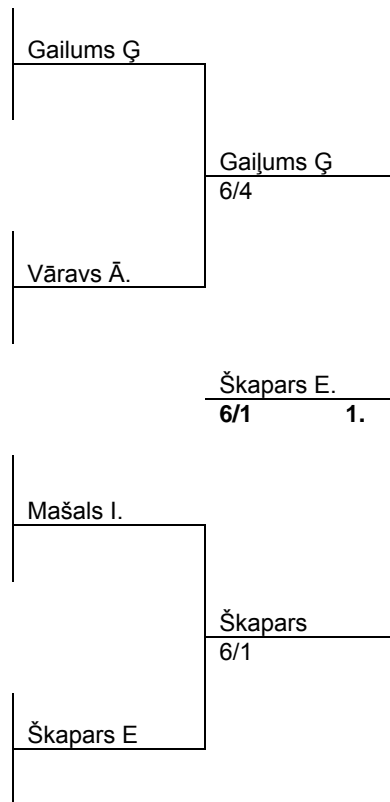 Gailums Ģ
Gaiļums Ģ
6/4
Vāravs Ā.
Škapars E.
6/1 1.
Mašals I.
Škapars
6/1
Škapars E